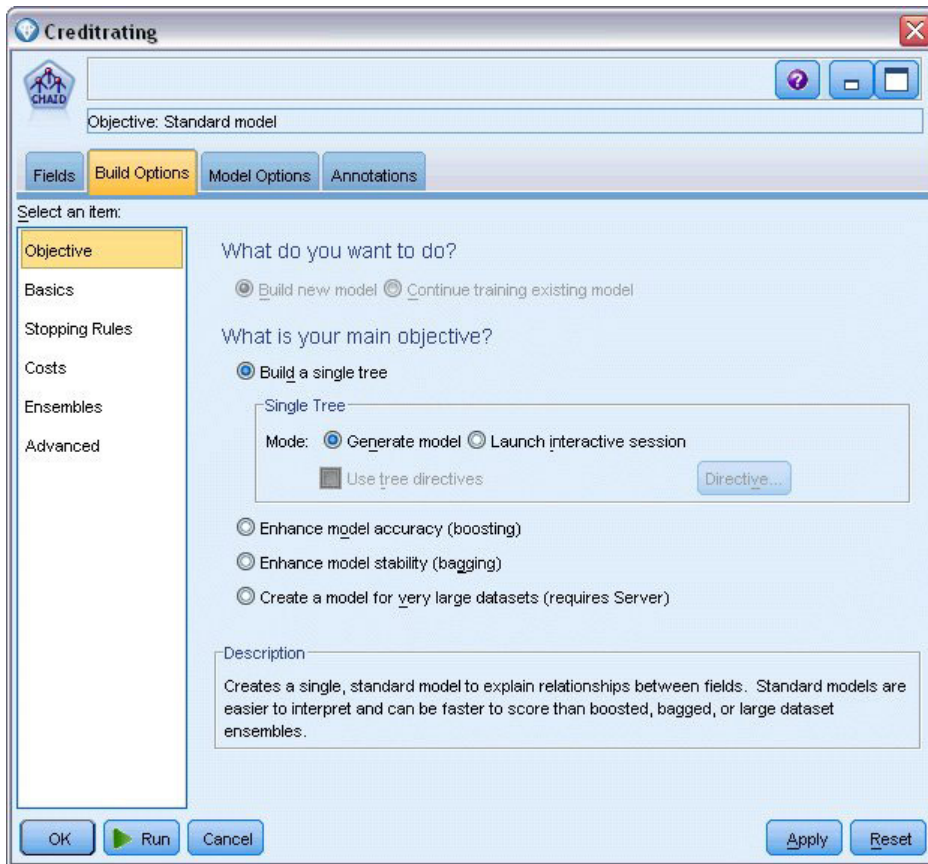 Creditrating
CHAID
Objective: Standard model
Fields Build Options Model Options Annotations
Select an item:
Objective
Basics
Stopping Rules
Costs
Ensembles
Advanced
What do you want to do?
Build new model Continue training existing model
What is your main objective?
Build a single tree
Single Tree
Mode: Generate model Launch interactive session
Use tree directives Directive...
Enhance model accuracy (boosting)
Enhance model stability (bagging)
Create a model for very large datasets (requires Server)
Description
Creates a single, standard model to explain relationships between fields. Standard models are
easier to interpret and can be faster to score than boosted, bagged, or large dataset
ensembles.
OK Run Cancel Apply Reset